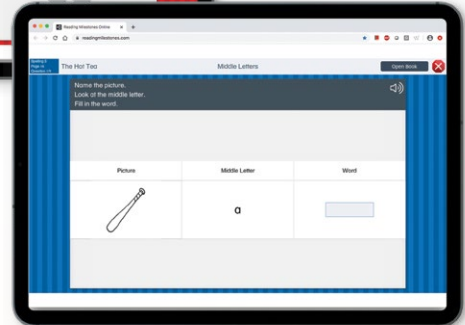 Reading Milestones Online
readingmilestones.com
The Hot Tea
Middle Letters
Open Book
Name the picture.
Look at the middle letter.
Fill in the word.
Picture
Middle Letter
Word
a